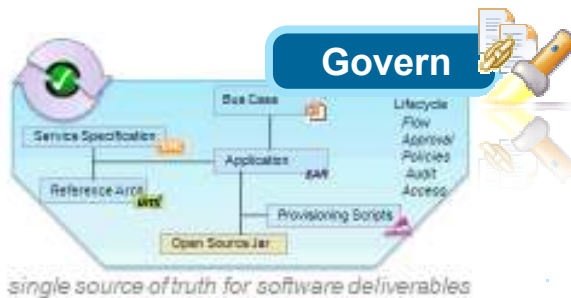 Govern
Bus Case
Lifecycle
Flow
Approval
Policies
Audit
Access
Service Specification
Application
EAR
Reference Arch
Provisioning Scripts
Open Source Jar
single source of truth for software deliverables